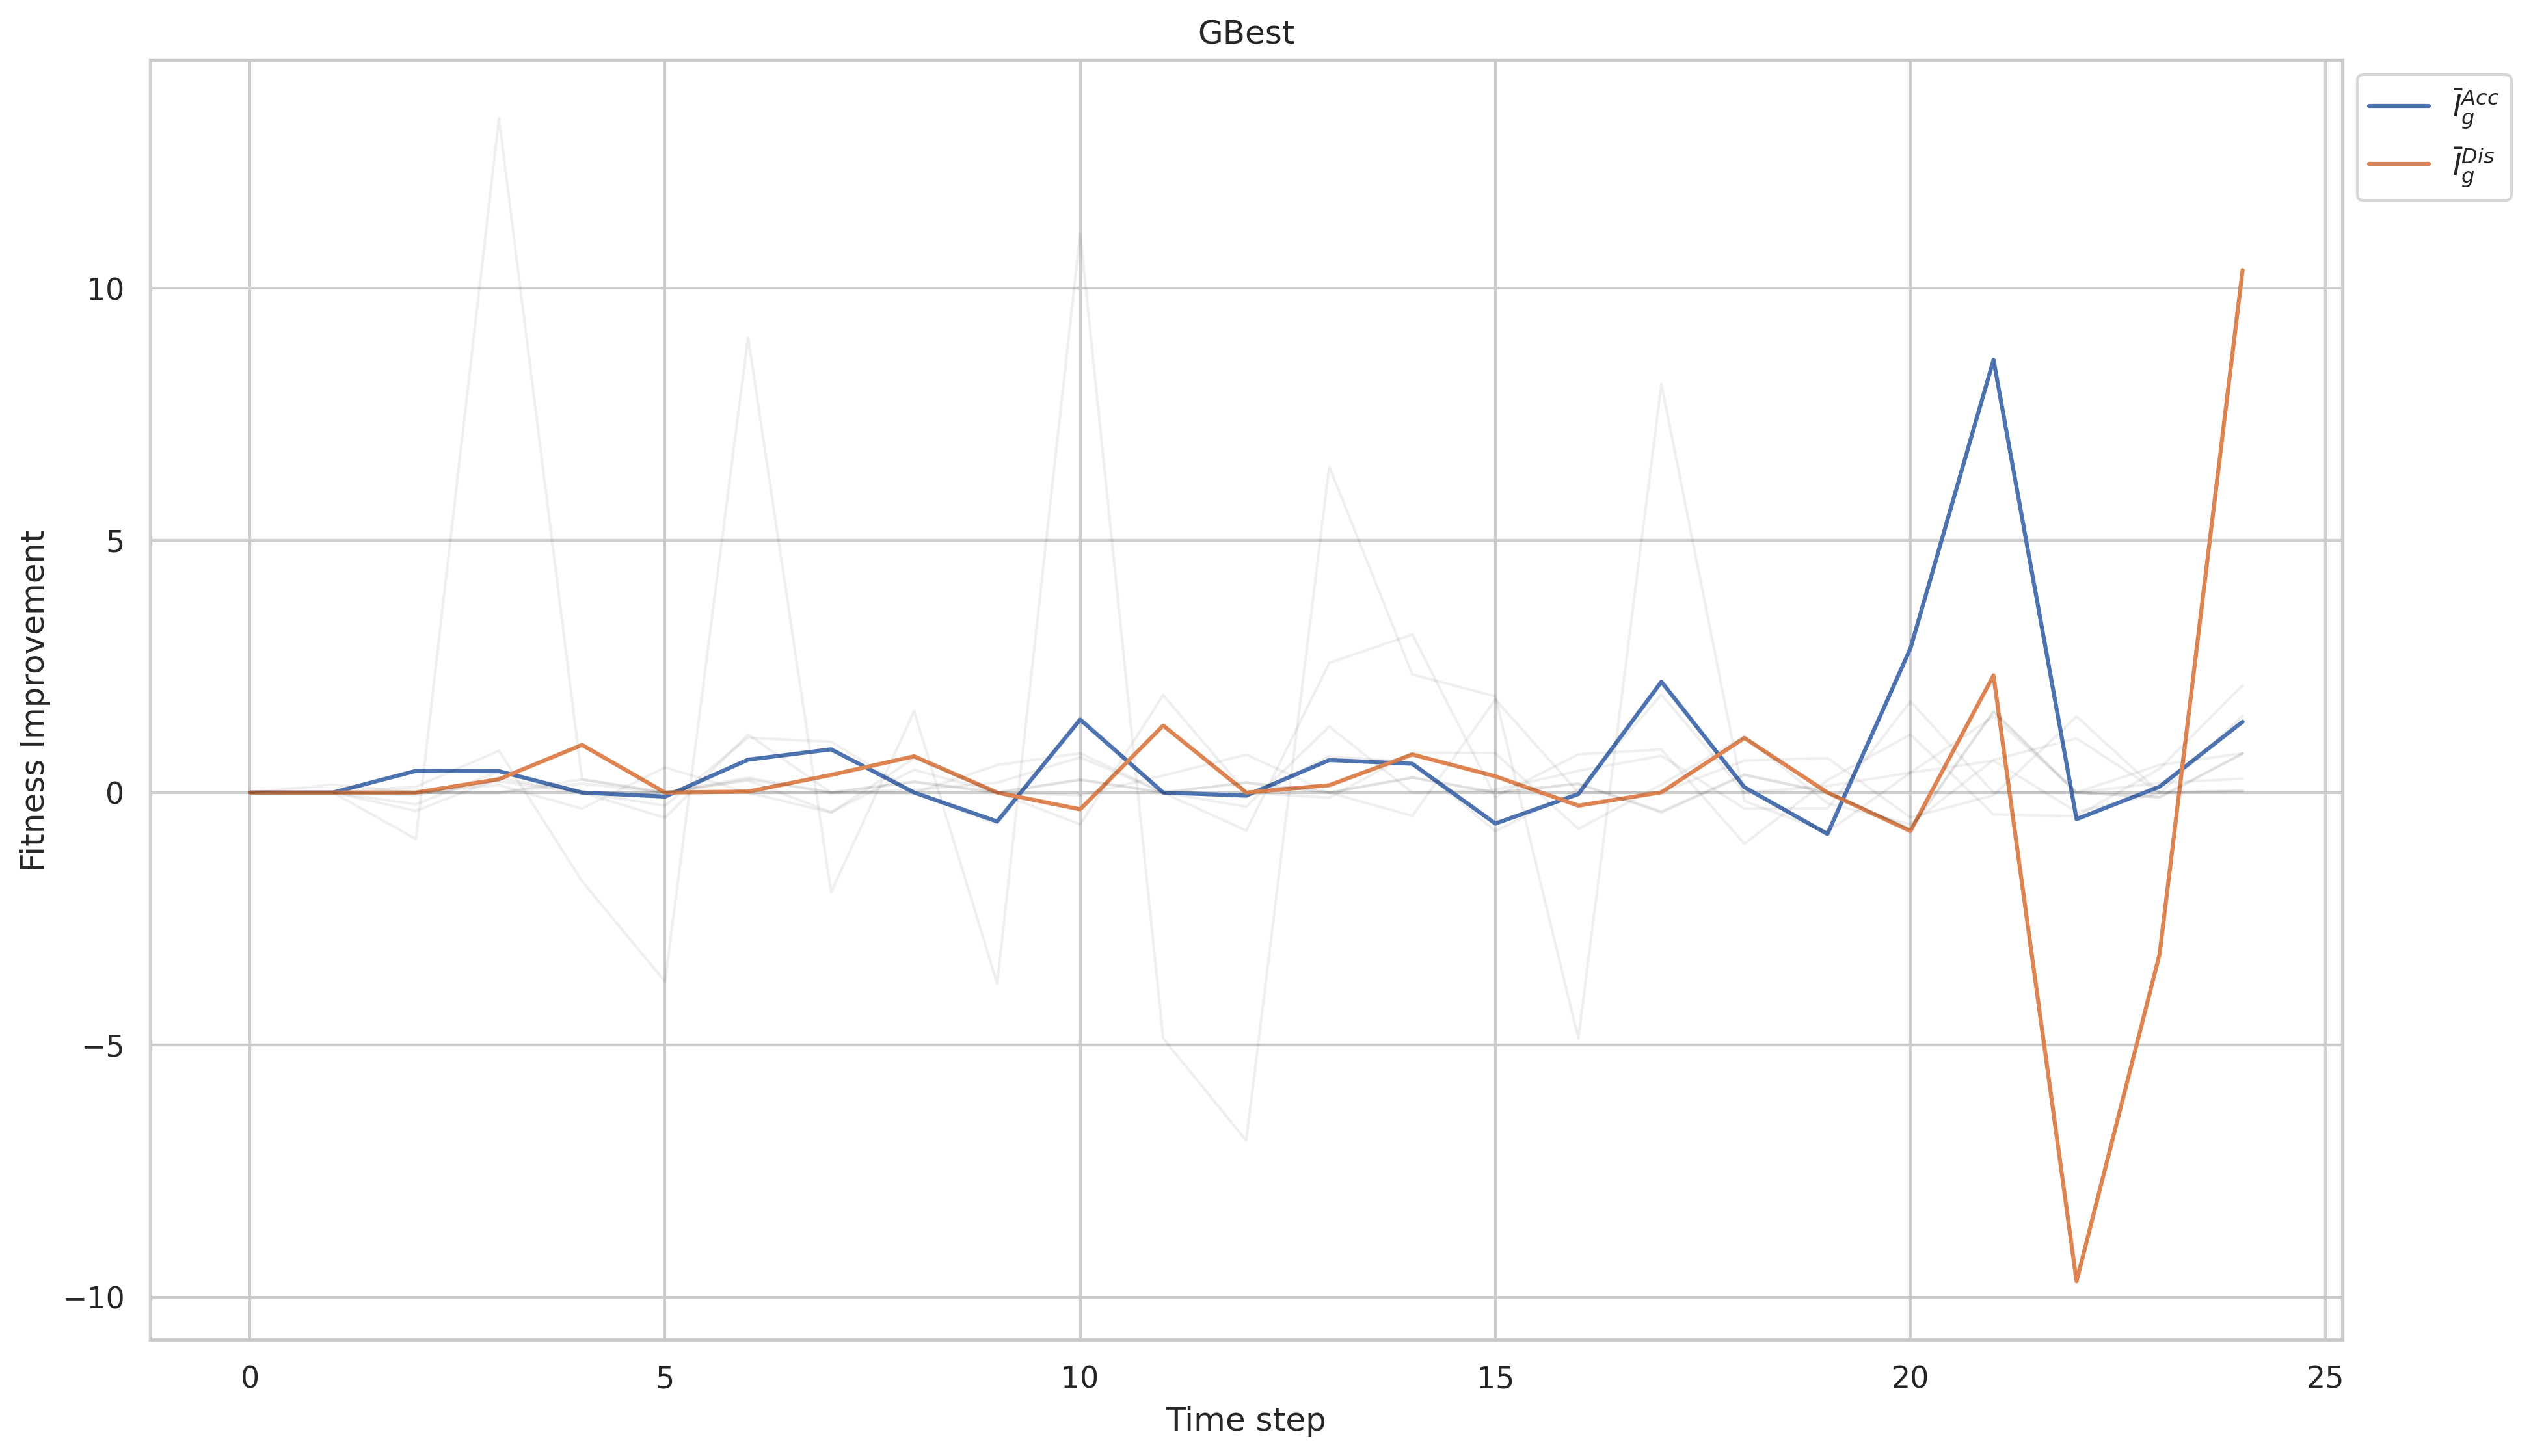 GBest
Ī_g^{Acc}
Ī_g^{Dis}
Fitness Improvement
10
5
0
−5
−10
0 5 10 15 20 25
Time step